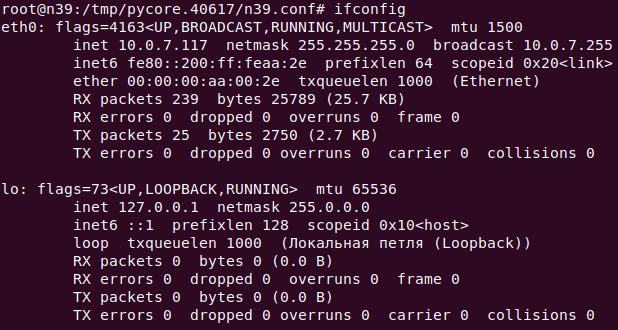 root@n39:/tmp/pycore.40617/n39.conf# ifconfig
eth0: flags=4163<UP,BROADCAST,RUNNING,MULTICAST>  mtu 1500
        inet 10.0.7.117  netmask 255.255.255.0  broadcast 10.0.7.255
        inet6 fe80::200:ff:feaa:2e  prefixlen 64  scopeid 0x20<link>
        ether 00:00:00:aa:00:2e  txqueuelen 1000  (Ethernet)
        RX packets 239  bytes 25789 (25.7 KB)
        RX errors 0  dropped 0  overruns 0  frame 0
        TX packets 25  bytes 2750 (2.7 KB)
        TX errors 0  dropped 0 overruns 0  carrier 0  collisions 0

lo: flags=73<UP,LOOPBACK,RUNNING>  mtu 65536
        inet 127.0.0.1  netmask 255.0.0.0
        inet6 ::1  prefixlen 128  scopeid 0x10<host>
        loop  txqueuelen 1000  (Локальная петля (Loopback))
        RX packets 0  bytes 0 (0.0 B)
        RX errors 0  dropped 0  overruns 0  frame 0
        TX packets 0  bytes 0 (0.0 B)
        TX errors 0  dropped 0 overruns 0  carrier 0  collisions 0